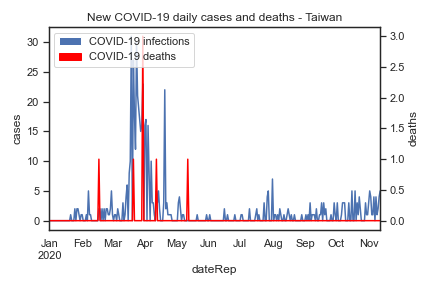 New COVID-19 daily cases and deaths - Taiwan
COVID-19 infections
COVID-19 deaths
30
25
20
15
10
5
0
cases
3.0
2.5
2.0
1.5
1.0
0.5
0.0
deaths
Jan Feb Mar Apr May Jun Jul Aug Sep Oct Nov
2020
dateRep